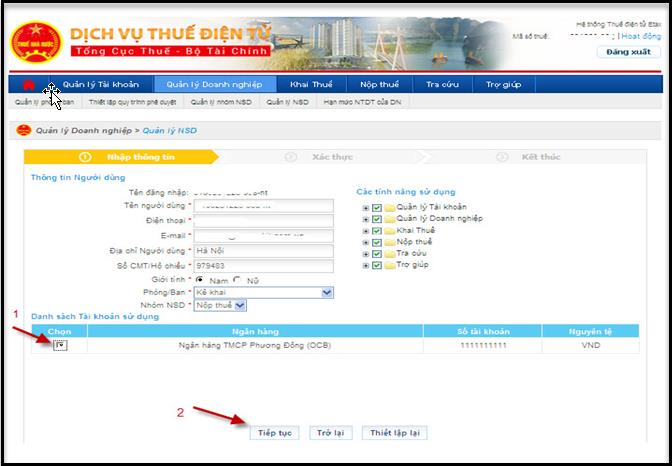 DỊCH VỤ THUẾ ĐIỆN TỬ
Tổng Cục Thuế - Bộ Tài Chính
THUẾ NHÀ NƯỚC
Hệ thống Thuế điện tử Etax
Mã số thuế: | Hoạt động
Đăng xuất
Quản lý Tài khoản Quản lý Doanh nghiệp Khai Thuế Nộp thuế Tra cứu Trợ giúp
Quản lý ban Thiết lập quy trình phê duyệt Quản lý nhóm NSD Quản lý NSD Hạn mức NTDT của DN
Quản lý Doanh nghiệp > Quản lý NSD
1 Nhập thông tin 2 Xác thực 3 Kết thúc
Thông tin Người dùng
Các tính năng sử dụng
Tên đăng nhập:
Tên người dùng *
Điện thoại *
E-mail *
Địa chỉ Người dùng * Hà Nội
Số CMT/Hộ chiếu * 979483
Giới tính * Nam Nữ
Phòng/Ban * Kê khai
Nhóm NSD * Nộp thuế
Quản lý Tài khoản
Quản lý Doanh nghiệp
Khai Thuế
Nộp thuế
Tra cứu
Trợ giúp
1
Danh sách Tài khoản sử dụng
Chọn Ngân hàng Số tài khoản Nguyên tệ
Ngân hàng TMCP Phương Đông (OCB) 1111111111 VND
2
Tiếp tục Trở lại Thiết lập lại